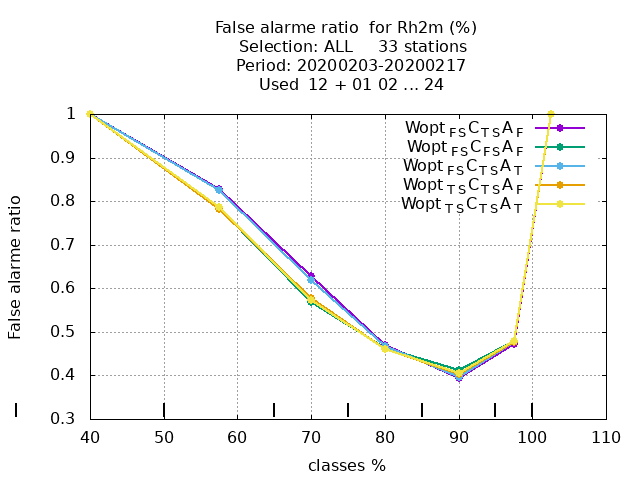 False alarme ratio  for Rh2m (%)
Selection: ALL     33 stations
Period: 20200203-20200217
Used  12 + 01 02 ... 24
Wopt FS C TS A F
Wopt FS C FS A F
Wopt FS C TS A T
Wopt TS C TS A F
Wopt TS C TS A T
False alarme ratio
1
0.9
0.8
0.7
0.6
0.5
0.4
0.3
40 50 60 70 80 90 100 110
classes %